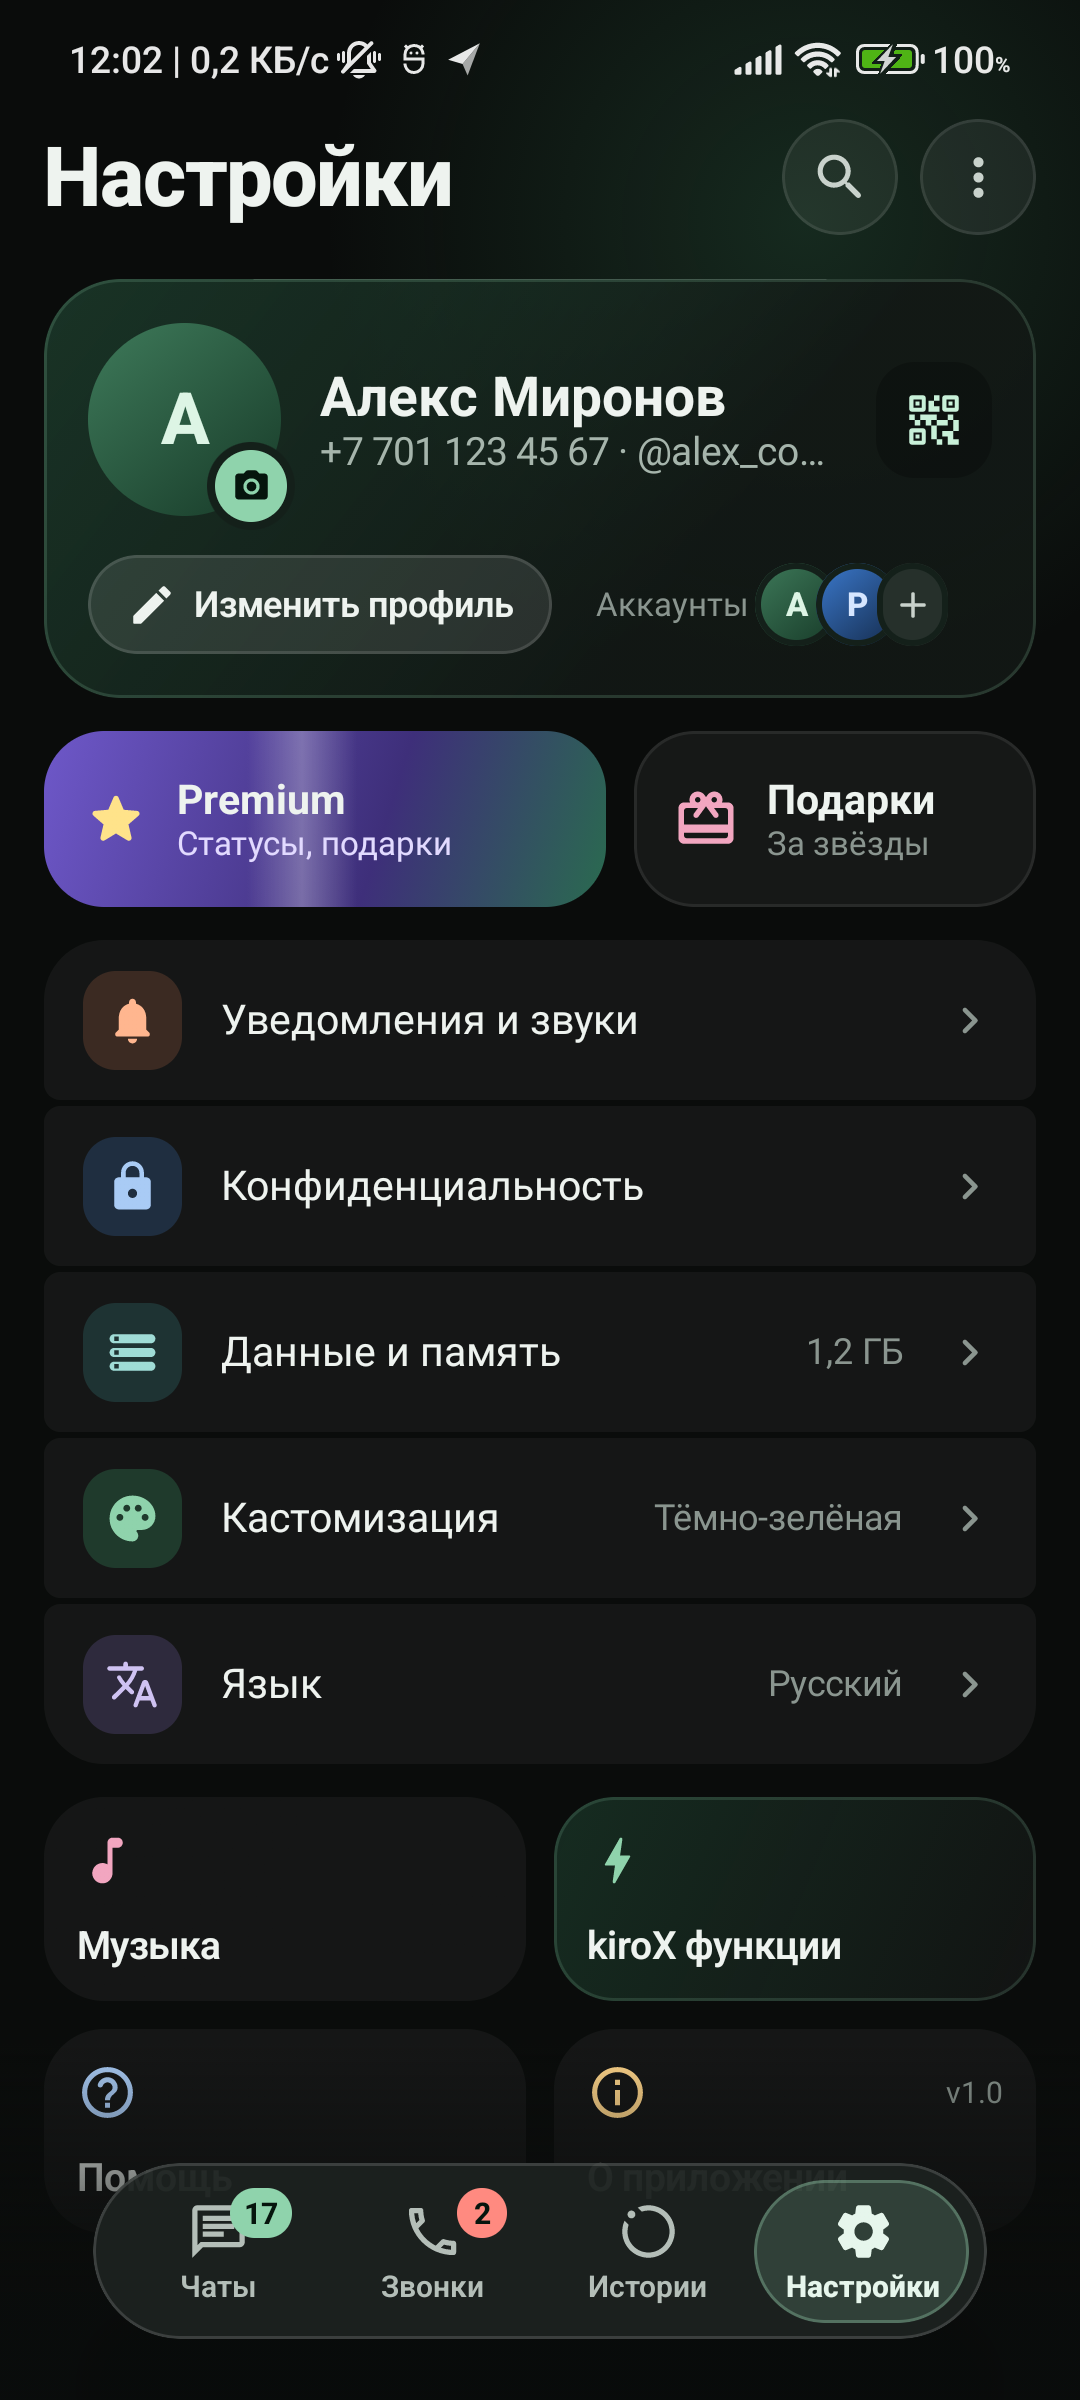 12:02 | 0,2 КБ/с
100%
Настройки
А
Алекс Миронов
+7 701 123 45 67 · @alex_co...
Изменить профиль
Аккаунты
А
Р
+
Premium
Статусы, подарки
Подарки
За звёзды
Уведомления и звуки
Конфиденциальность
Данные и память
1,2 ГБ
Кастомизация
Тёмно-зелёная
Язык
Русский
Музыка
kiroX функции
v1.0
Помощь
О приложении
17
2
Чаты
Звонки
Истории
Настройки